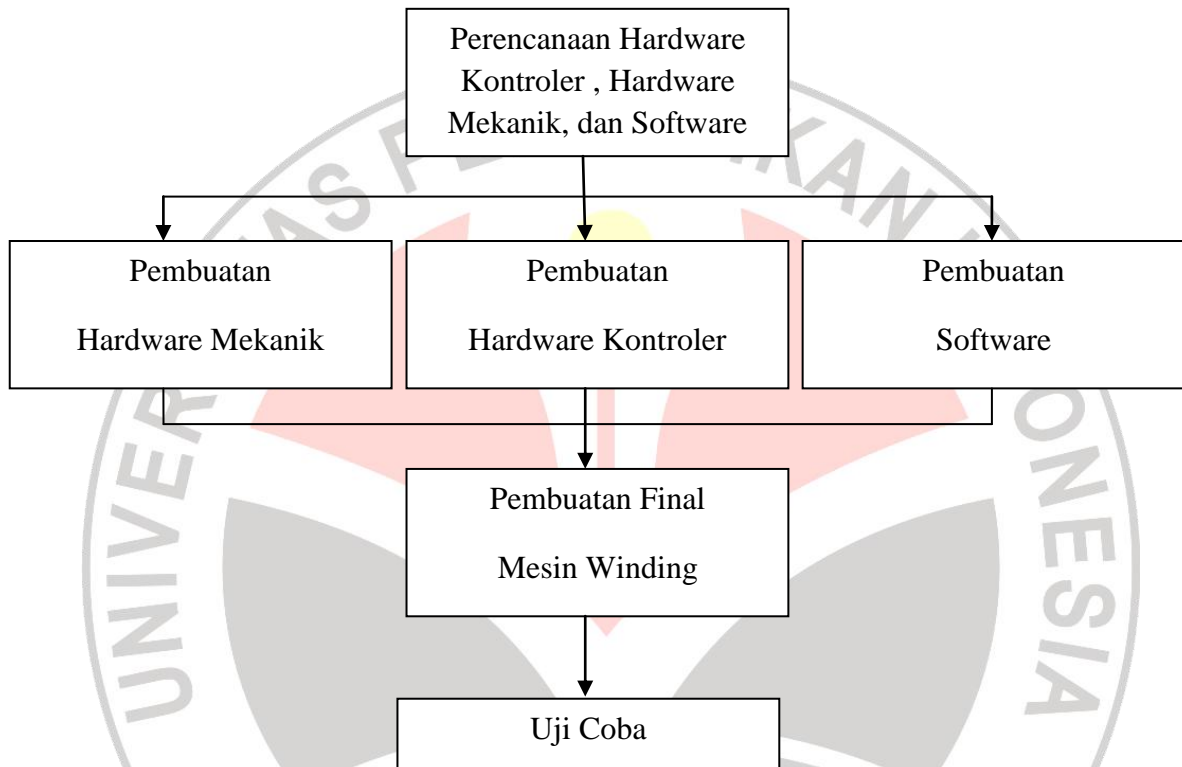 Perencanaan Hardware
Kontroler , Hardware
Mekanik, dan Software
Pembuatan
Hardware Mekanik
Pembuatan
Hardware Kontroler
Pembuatan
Software
Pembuatan Final
Mesin Winding
Uji Coba